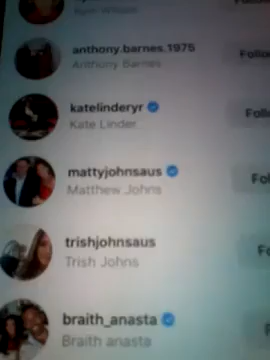 anthony.barnes.1975
Anthony Barnes
katelinderyr
Kate Linder
mattyjohnsaus
Matthew Johns
trishjohnsaus
Trish Johns
braith_anasta
Braith anasta